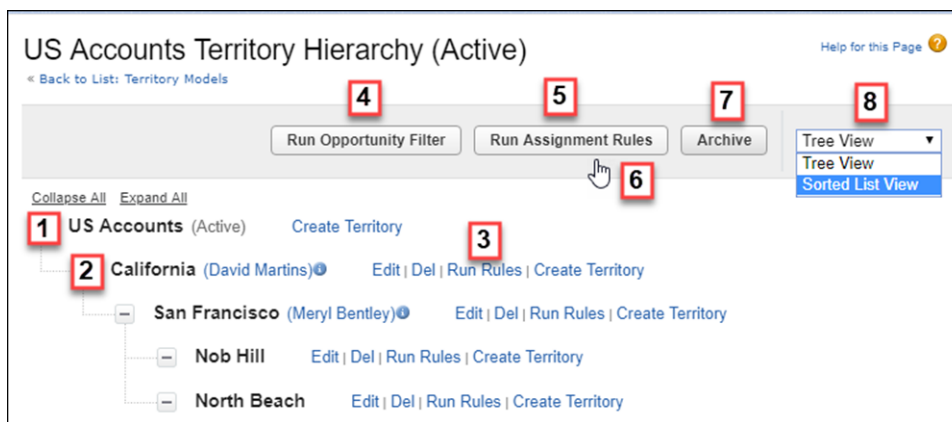 US Accounts Territory Hierarchy (Active)
Help for this Page ?
« Back to List: Territory Models
4 5 7 8
Run Opportunity Filter Run Assignment Rules Archive Tree View
Tree View
6 Sorted List View
Collapse All Expand All
1 US Accounts (Active) Create Territory 3
2 California (David Martins) Edit | Del | Run Rules | Create Territory
San Francisco (Meryl Bentley) Edit | Del | Run Rules | Create Territory
Nob Hill Edit | Del | Run Rules | Create Territory
North Beach Edit | Del | Run Rules | Create Territory